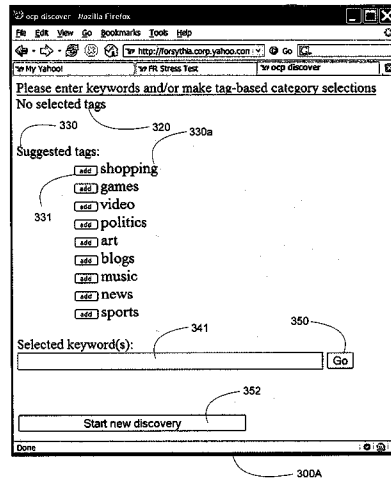 ocp discover - Mozilla Firefox
File Edit View Go Bookmarks Tools Help
http://forsythia.corp.yahoo.com Go
My Yahoo! FR Stress Test ocp discover
Please enter keywords and/or make tag-based category selections
No selected tags
330 320 330a
Suggested tags:
add shopping
331
add games
add video
add politics
add art
add blogs
add music
add news
add sports
341 350
Selected keyword(s):
Go
352
Start new discovery
Done
300A